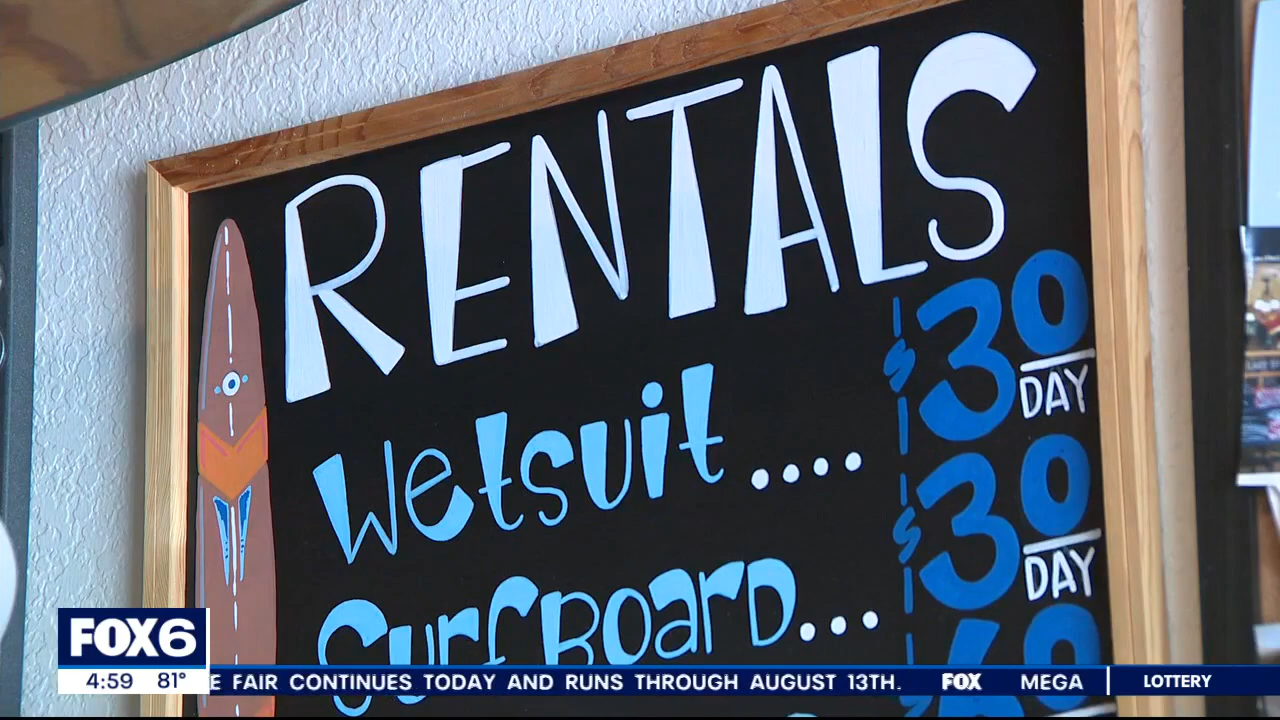 RENTALS
Wetsuit.... $30
DAY
SurfBoard... $30
DAY
FOX6
4:59 81° E FAIR CONTINUES TODAY AND RUNS THROUGH AUGUST 13TH. FOX MEGA LOTTERY